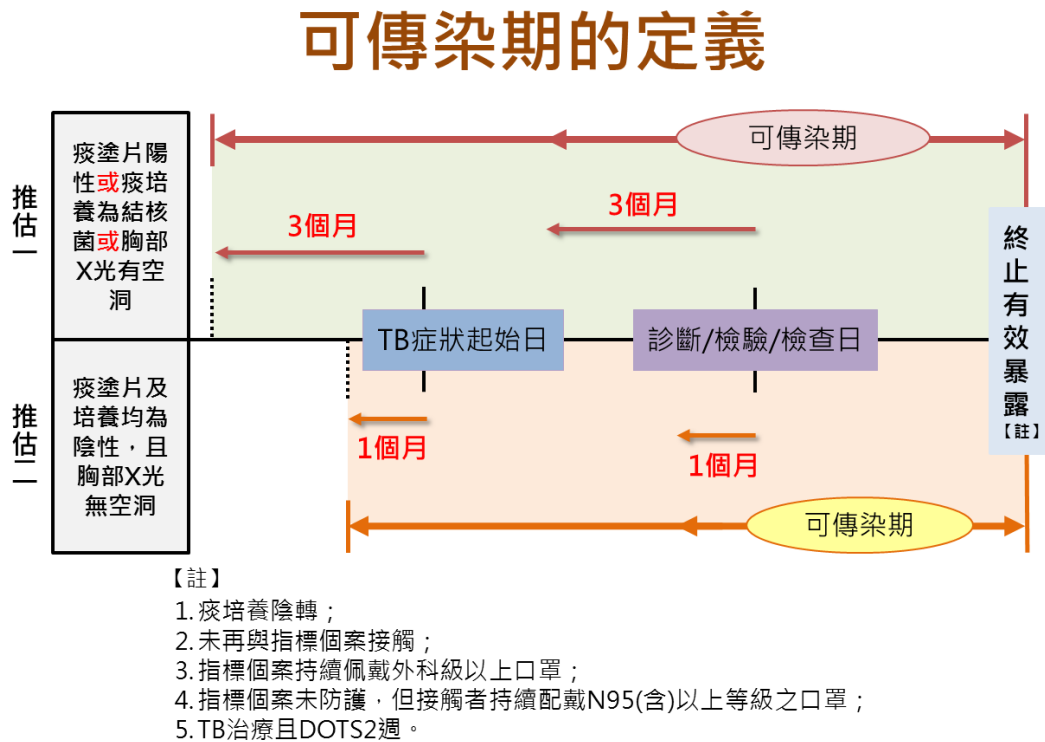 可傳染期的定義
推估一
痰塗片陽
性或痰培
養為結核
菌或胸部
X光有空
洞
可傳染期
3個月
3個月
TB症狀起始日
診斷/檢驗/檢查日
終止有效暴露
【註】
推估二
痰塗片及
培養均為
陰性，且
胸部X光
無空洞
1個月
1個月
可傳染期
【註】
1.痰培養陰轉；
2.未再與指標個案接觸；
3.指標個案持續佩戴外科級以上口罩；
4.指標個案未防護，但接觸者持續配戴N95(含)以上等級之口罩；
5.TB治療且DOTS2週。